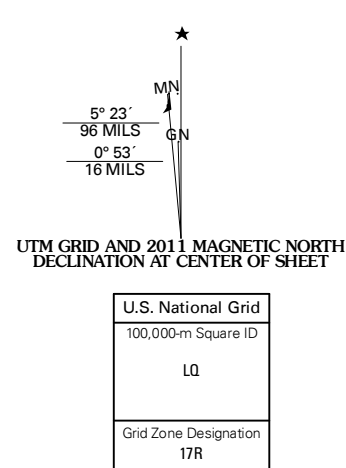 ★
MN
5° 23´
96 MILS
GN
0° 53´
16 MILS
UTM GRID AND 2011 MAGNETIC NORTH
DECLINATION AT CENTER OF SHEET
U.S. National Grid
100,000-m Square ID
LQ
Grid Zone Designation
17R